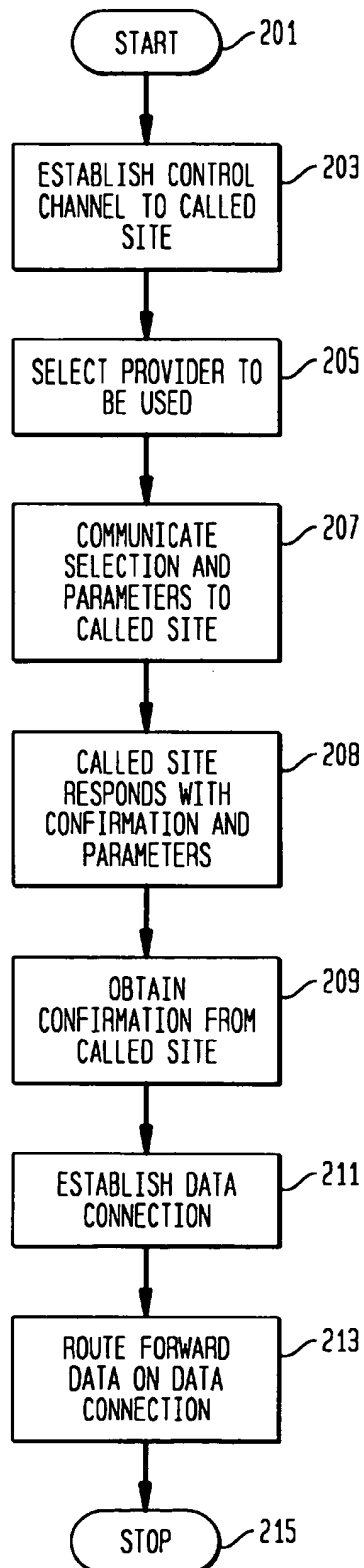 START
201
ESTABLISH CONTROL
CHANNEL TO CALLED
SITE
203
SELECT PROVIDER TO
BE USED
205
COMMUNICATE
SELECTION AND
PARAMETERS TO
CALLED SITE
207
CALLED SITE
RESPONDS WITH
CONFIRMATION AND
PARAMETERS
208
OBTAIN
CONFIRMATION FROM
CALLED SITE
209
ESTABLISH DATA
CONNECTION
211
ROUTE FORWARD
DATA ON DATA
CONNECTION
213
STOP
215